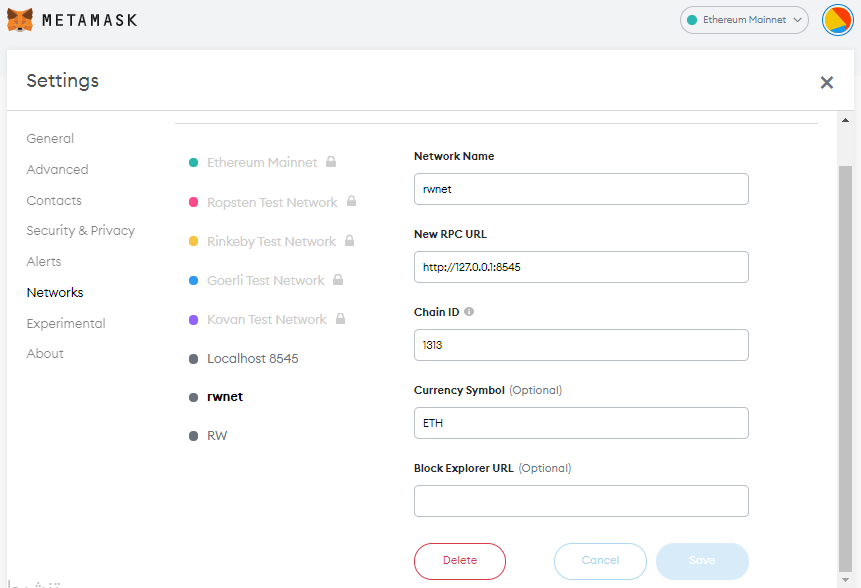 METAMASK
Ethereum Mainnet
Settings
General
Advanced
Contacts
Security & Privacy
Alerts
Networks
Experimental
About
Ethereum Mainnet
Ropsten Test Network
Rinkeby Test Network
Goerli Test Network
Kovan Test Network
Localhost 8545
rwnet
RW
Network Name
rwnet
New RPC URL
http://127.0.0.1:8545
Chain ID
1313
Currency Symbol (Optional)
ETH
Block Explorer URL (Optional)
Delete
Cancel
Save